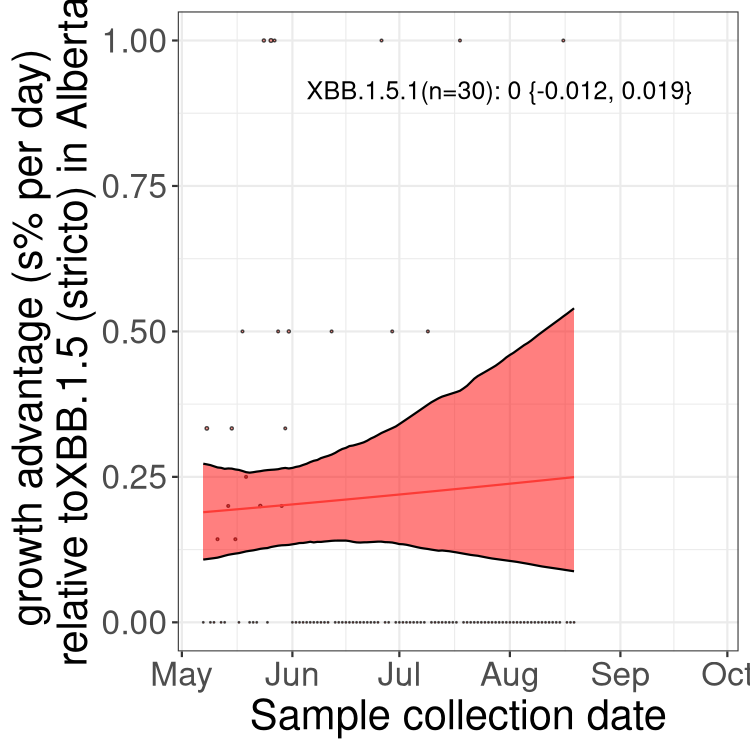 growth advantage (s% per day)
relative toXBB.1.5 (stricto) in Alberta
1.00
0.75
0.50
0.25
0.00
XBB.1.5.1(n=30): 0 {-0.012, 0.019}
May Jun Jul Aug Sep Oct
Sample collection date